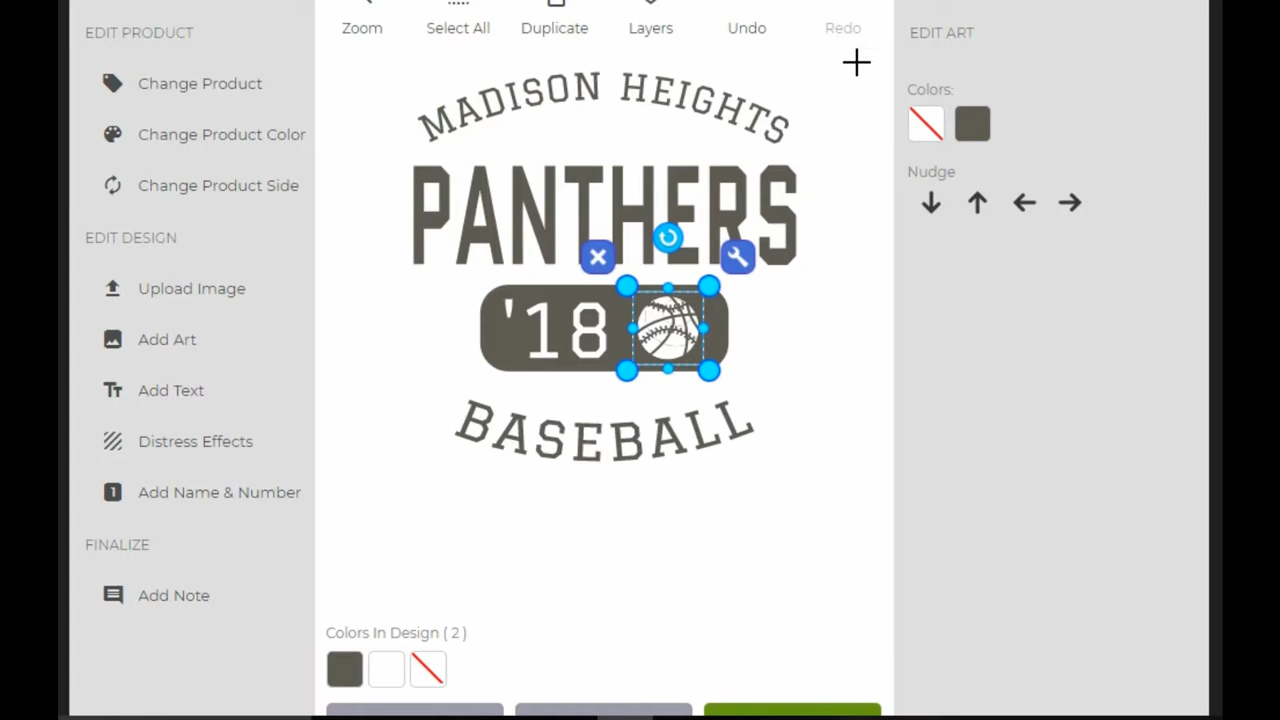 EDIT PRODUCT
Change Product
Change Product Color
Change Product Side
EDIT DESIGN
Upload Image
Add Art
Add Text
Distress Effects
Add Name & Number
FINALIZE
Add Note
Zoom
Select All
Duplicate
Layers
Undo
Redo
MADISON HEIGHTS
PANTHERS
'18
BASEBALL
Colors In Design ( 2 )
EDIT ART
Colors:
Nudge